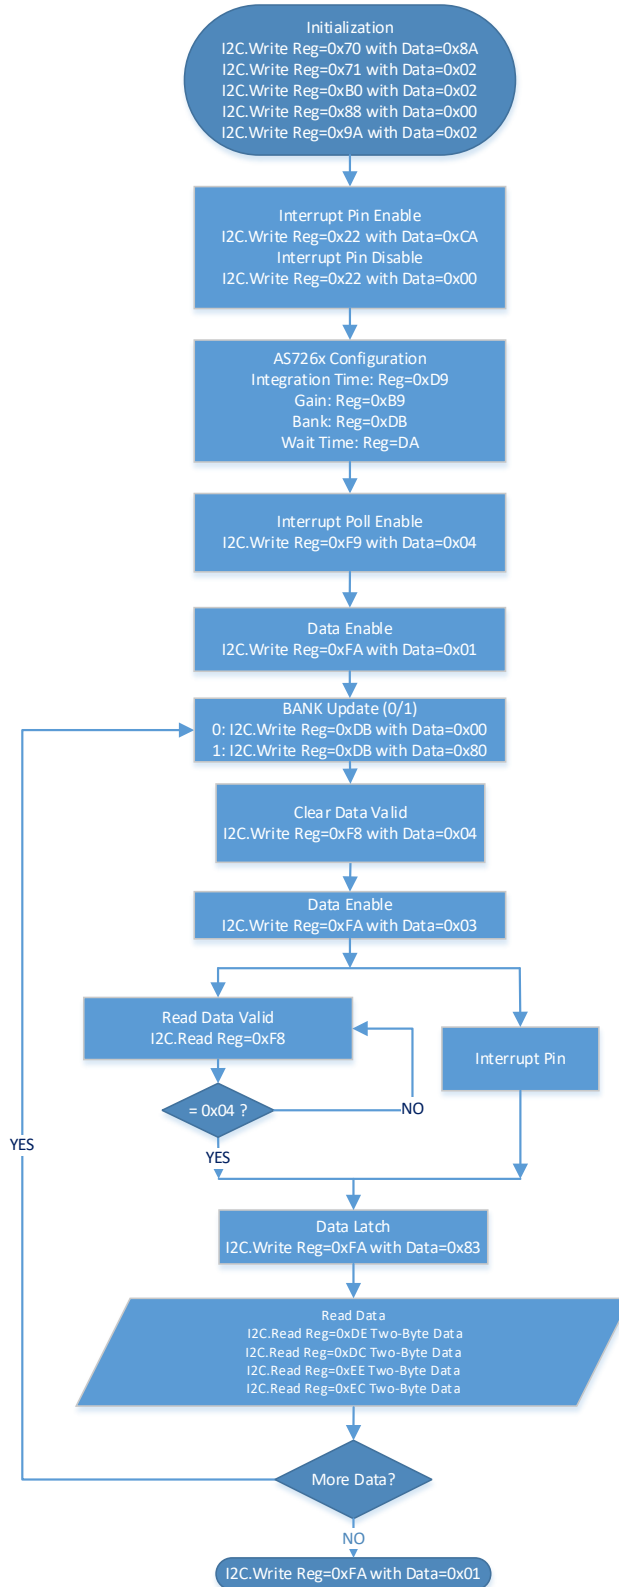 Initialization
I2C.Write Reg=0x70 with Data=0x8A
I2C.Write Reg=0x71 with Data=0x02
I2C.Write Reg=0xB0 with Data=0x02
I2C.Write Reg=0x88 with Data=0x00
I2C.Write Reg=0x9A with Data=0x02
Interrupt Pin Enable
I2C.Write Reg=0x22 with Data=0xCA
Interrupt Pin Disable
I2C.Write Reg=0x22 with Data=0x00
AS726x Configuration
Integration Time: Reg=0xD9
Gain: Reg=0xB9
Bank: Reg=0xDB
Wait Time: Reg=DA
Interrupt Poll Enable
I2C.Write Reg=0xF9 with Data=0x04
Data Enable
I2C.Write Reg=0xFA with Data=0x01
BANK Update (0/1)
0: I2C.Write Reg=0xDB with Data=0x00
1: I2C.Write Reg=0xDB with Data=0x80
Clear Data Valid
I2C.Write Reg=0xF8 with Data=0x04
Data Enable
I2C.Write Reg=0xFA with Data=0x03
Read Data Valid
I2C.Read Reg=0xF8
Interrupt Pin
= 0x04 ?
NO
YES
YES
Data Latch
I2C.Write Reg=0xFA with Data=0x83
Read Data
I2C.Read Reg=0xDE Two-Byte Data
I2C.Read Reg=0xDC Two-Byte Data
I2C.Read Reg=0xEE Two-Byte Data
I2C.Read Reg=0xEC Two-Byte Data
More Data?
NO
I2C.Write Reg=0xFA with Data=0x01